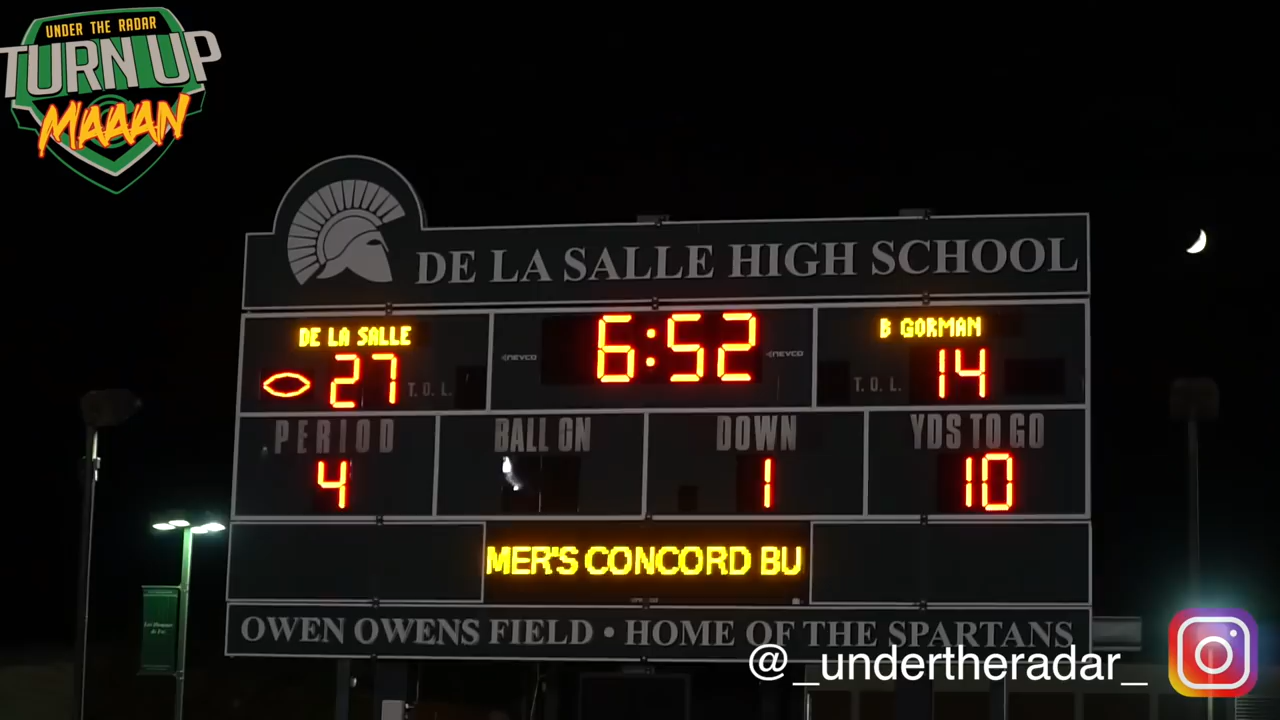 UNDER THE RADAR
TURN UP
MAAAN
DE LA SALLE HIGH SCHOOL
DE LA SALLE
27
T. O. L.
NEVCO
6:52
NEVCO
B GORMAN
T. O. L.
14
PERIOD
4
BALL ON
DOWN
1
YDS TO GO
10
MER'S CONCORD BU
OWEN OWENS FIELD • HOME OF THE SPARTANS
@_undertheradar_